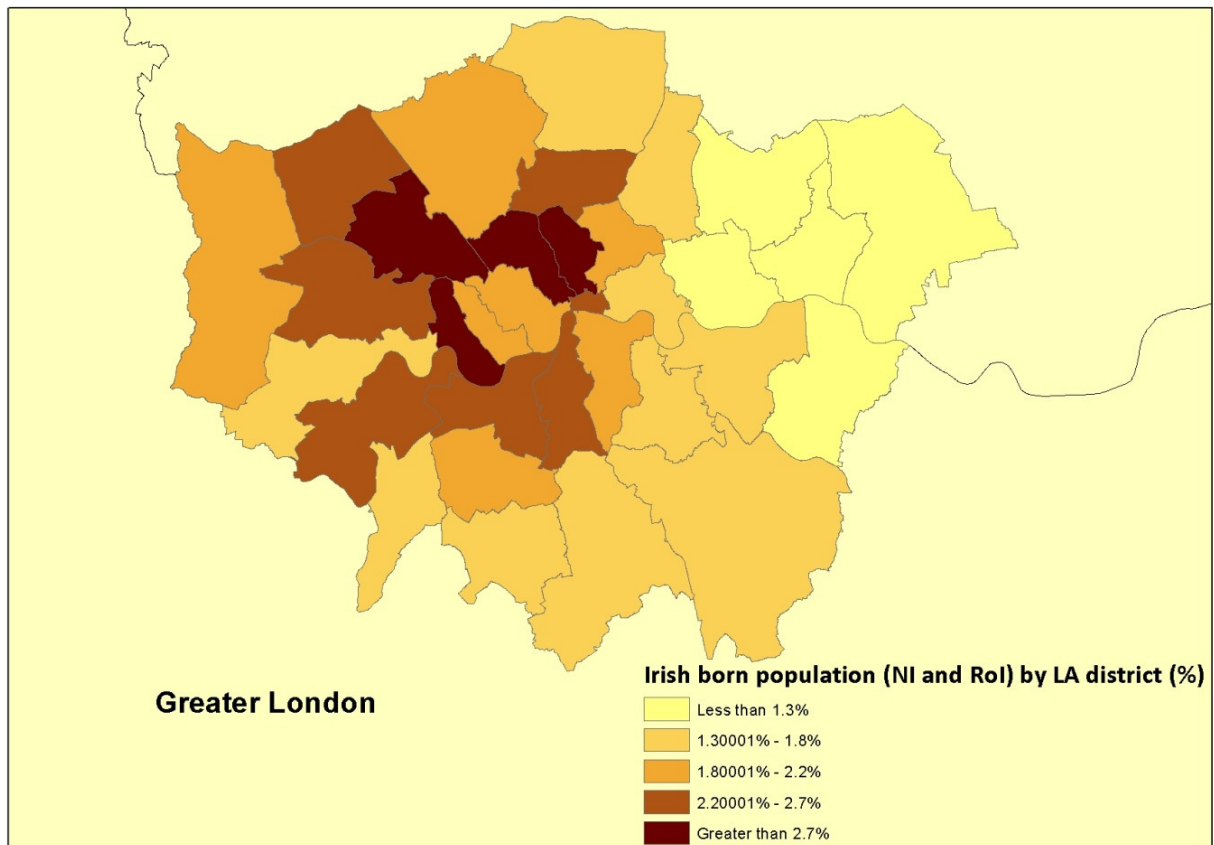 Greater London
Irish born population (NI and RoI) by LA district (%)
Less than 1.3%
1.30001% - 1.8%
1.80001% - 2.2%
2.20001% - 2.7%
Greater than 2.7%